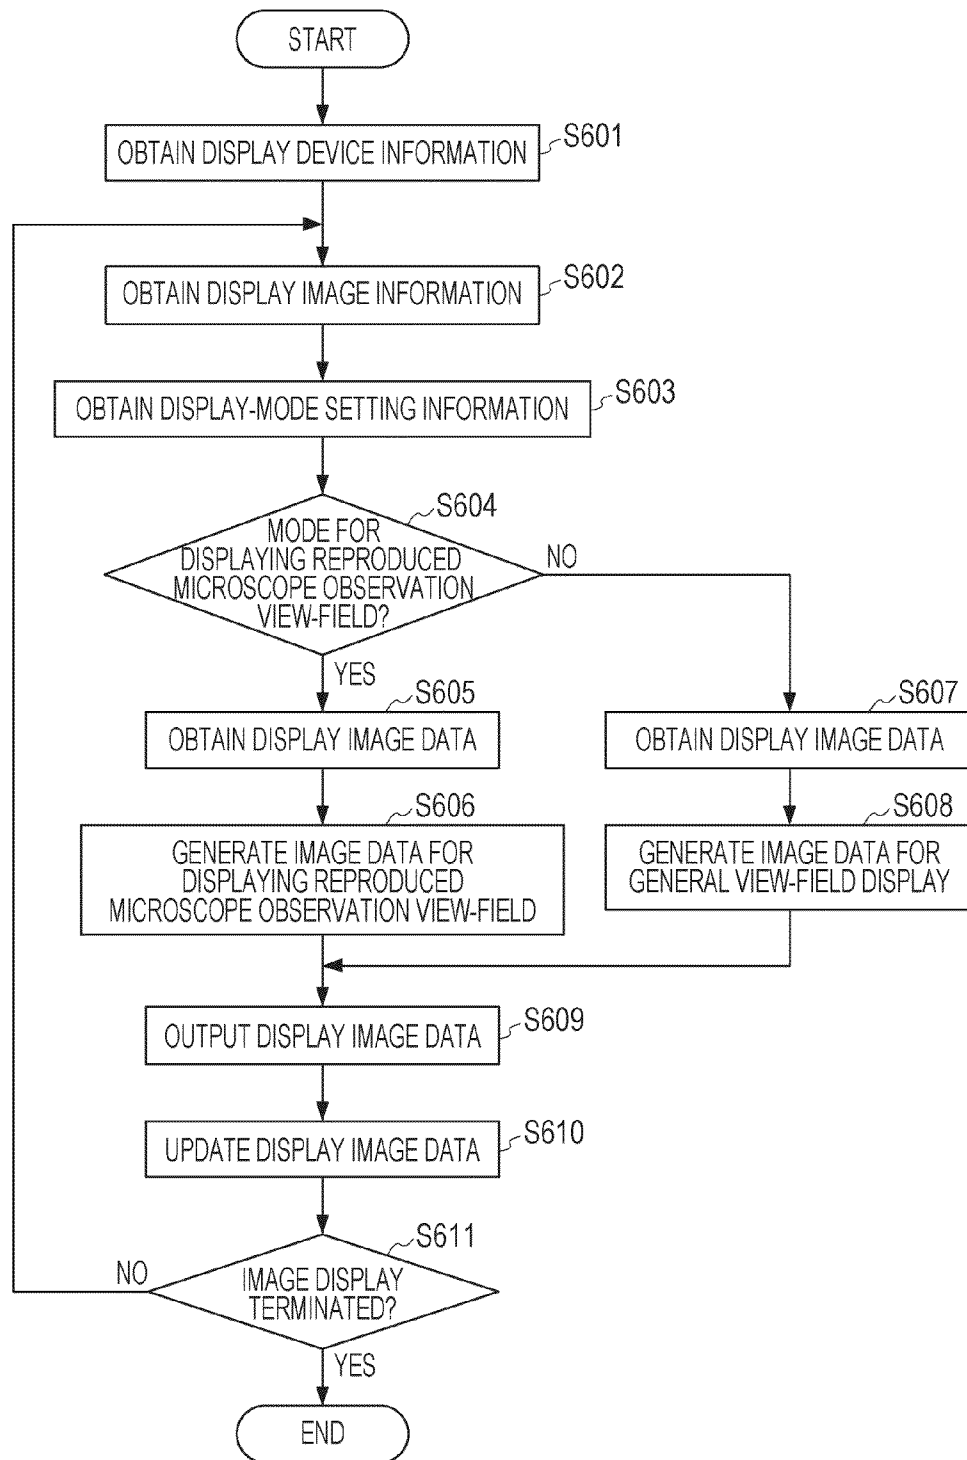 START
OBTAIN DISPLAY DEVICE INFORMATION
S601
OBTAIN DISPLAY IMAGE INFORMATION
S602
OBTAIN DISPLAY-MODE SETTING INFORMATION
S603
S604
MODE FOR
DISPLAYING REPRODUCED
MICROSCOPE OBSERVATION
VIEW-FIELD?
NO
YES
S605
OBTAIN DISPLAY IMAGE DATA
S607
OBTAIN DISPLAY IMAGE DATA
S606
GENERATE IMAGE DATA FOR
DISPLAYING REPRODUCED
MICROSCOPE OBSERVATION VIEW-FIELD
S608
GENERATE IMAGE DATA FOR
GENERAL VIEW-FIELD DISPLAY
OUTPUT DISPLAY IMAGE DATA
S609
UPDATE DISPLAY IMAGE DATA
S610
S611
IMAGE DISPLAY
TERMINATED?
NO
YES
END